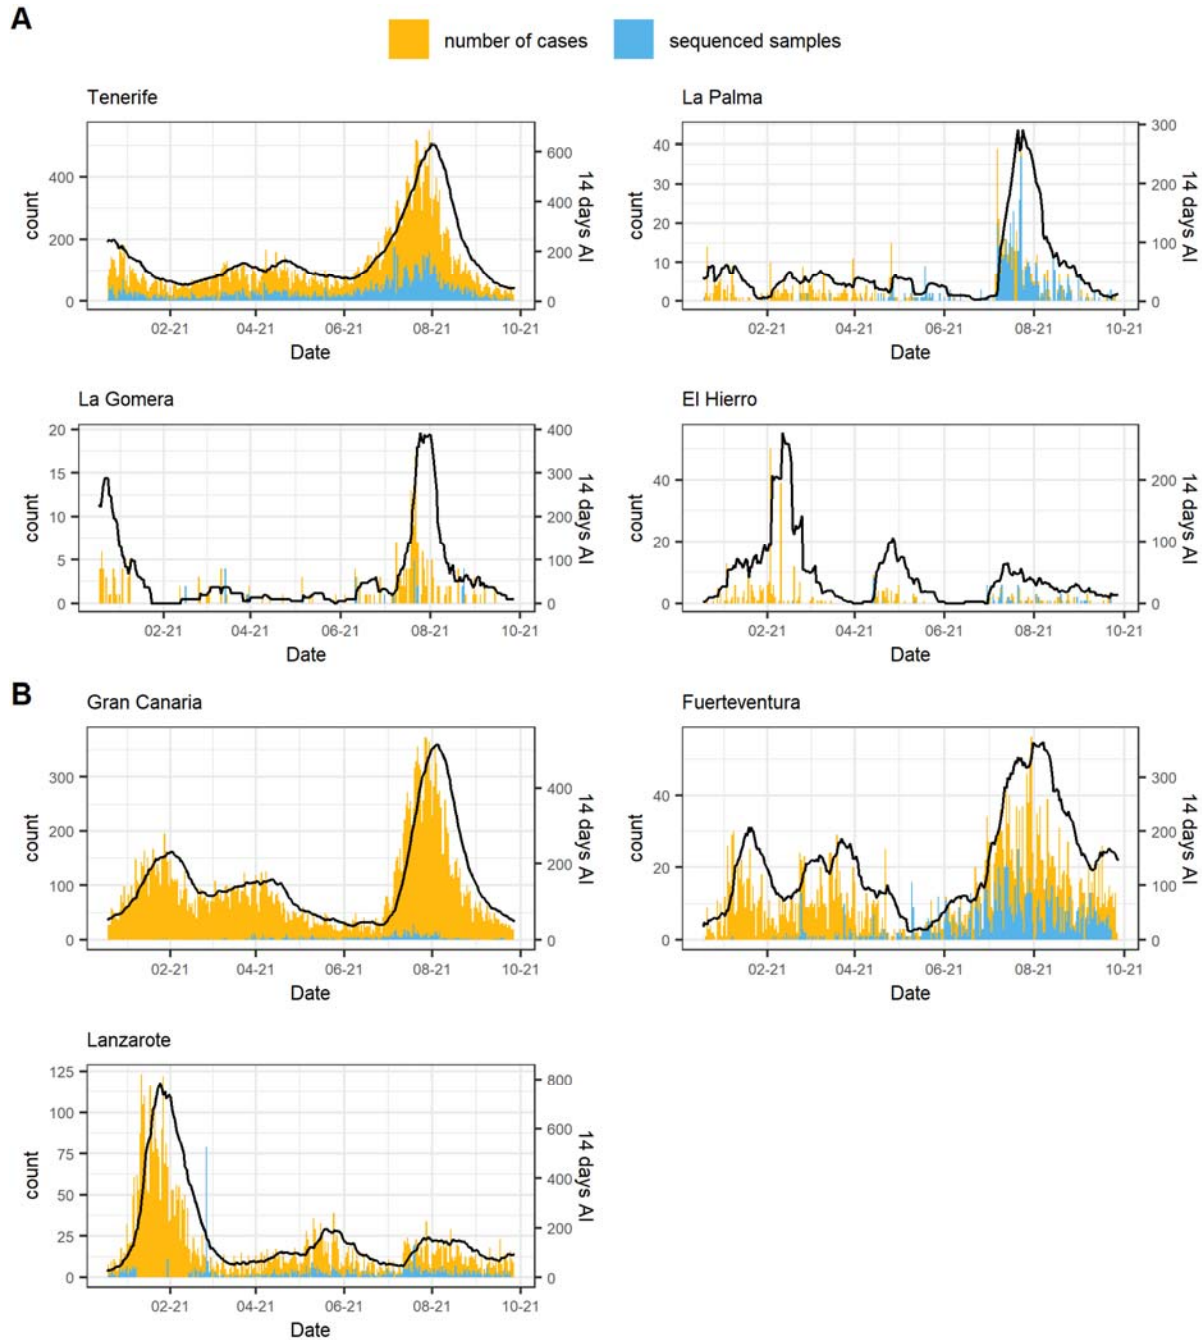 A
number of cases
sequenced samples
Tenerife
400
200
0
600
400
200
0
count
14 days AI
02-21 04-21 06-21 08-21 10-21
Date
La Palma
40
30
20
10
0
300
200
100
0
count
14 days AI
02-21 04-21 06-21 08-21 10-21
Date
La Gomera
20
15
10
5
0
400
300
200
100
0
count
14 days AI
02-21 04-21 06-21 08-21 10-21
Date
El Hierro
40
20
0
200
100
0
count
14 days AI
02-21 04-21 06-21 08-21 10-21
Date
B
Gran Canaria
300
200
100
0
400
200
0
count
14 days AI
02-21 04-21 06-21 08-21 10-21
Date
Fuerteventura
40
20
0
300
200
100
0
count
14 days AI
02-21 04-21 06-21 08-21 10-21
Date
Lanzarote
125
100
75
50
25
0
800
600
400
200
0
count
14 days AI
02-21 04-21 06-21 08-21 10-21
Date